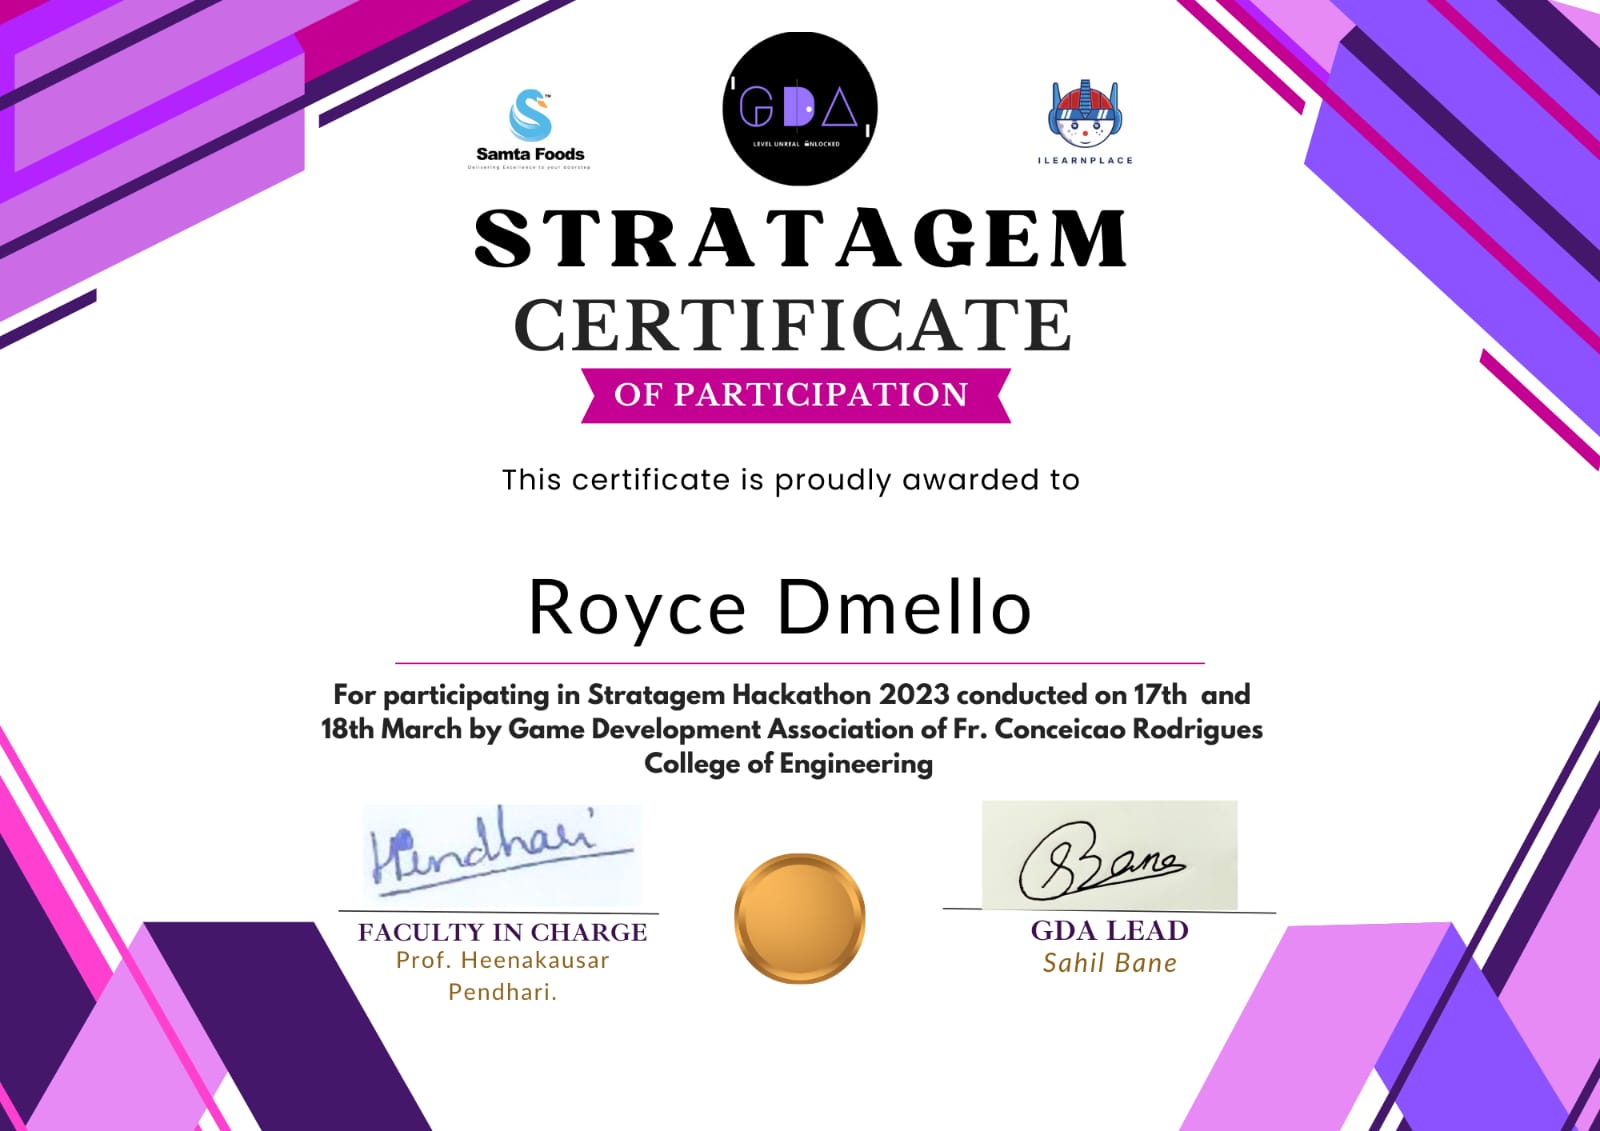 Samta Foods
Delivering Excellence to your doorstep
GDA
LEVEL UNREAL UNLOCKED
ILEARNPLACE
STRATAGEM
CERTIFICATE
OF PARTICIPATION
This certificate is proudly awarded to
Royce Dmello
For participating in Stratagem Hackathon 2023 conducted on 17th and
18th March by Game Development Association of Fr. Conceicao Rodrigues
College of Engineering
HPendhari
SBane
FACULTY IN CHARGE
Prof. Heenakausar
Pendhari.
GDA LEAD
Sahil Bane